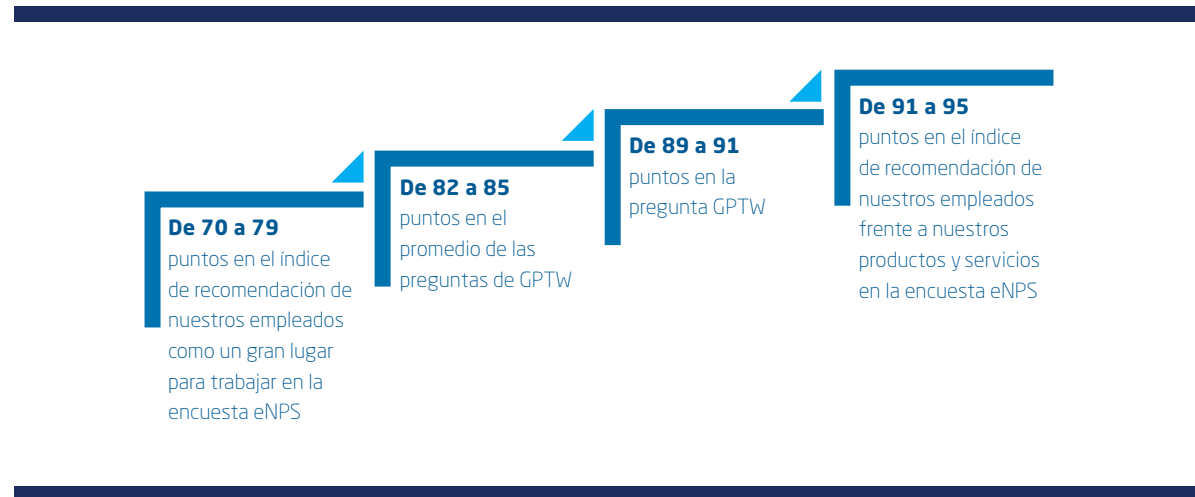 De 70 a 79
puntos en el índice
de recomendación de
nuestros empleados
como un gran lugar
para trabajar en la
encuesta eNPS
De 82 a 85
puntos en el
promedio de las
preguntas de GPTW
De 89 a 91
puntos en la
pregunta GPTW
De 91 a 95
puntos en el índice
de recomendación de
nuestros empleados
frente a nuestros
productos y servicios
en la encuesta eNPS